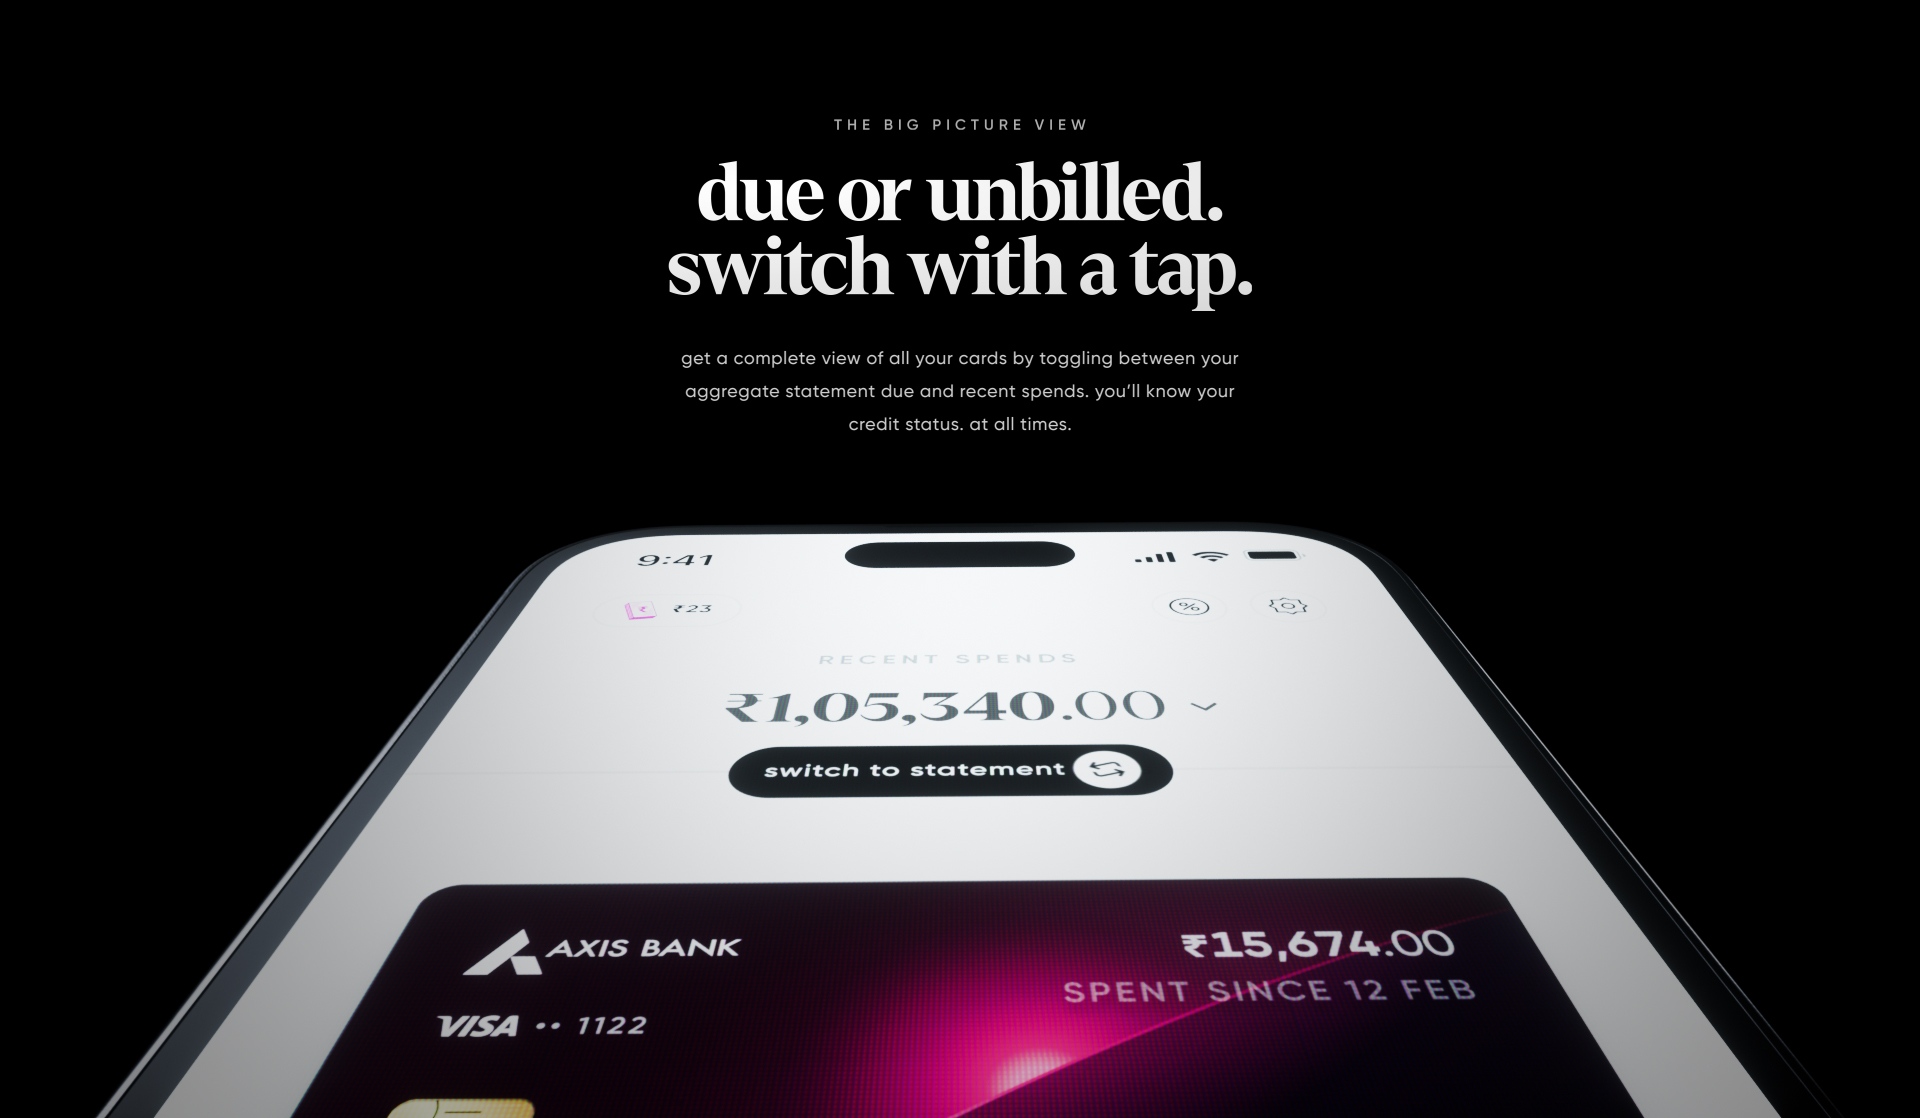 THE BIG PICTURE VIEW
due or unbilled.
switch with a tap.
get a complete view of all your cards by toggling between your
aggregate statement due and recent spends. you’ll know your
credit status. at all times.
9:41
₹23
%
RECENT SPENDS
₹1,05,340.00
switch to statement
AXIS BANK
₹15,674.00
SPENT SINCE 12 FEB
VISA •• 1122